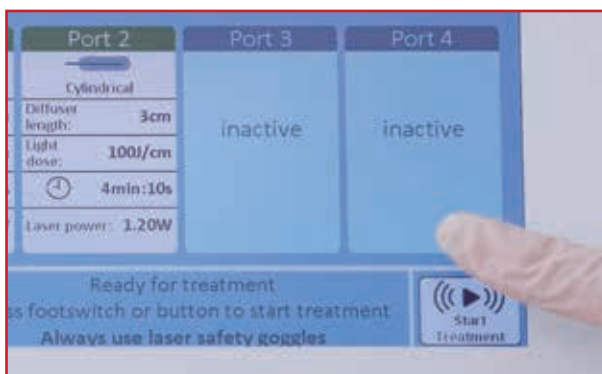 Port 2
Cylindrical
Diffuser length: 3cm
Light dose: 100J/cm
4min:10s
Laser power: 1.20W
Port 3
inactive
Port 4
inactive
Ready for treatment
ss footswitch or button to start treatment
Always use laser safety goggles
Start
Treatment